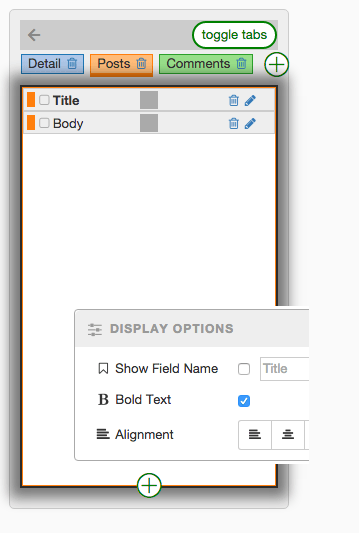 toggle tabs
Detail Posts Comments
Title
Body
DISPLAY OPTIONS
Show Field Name Title
B Bold Text
Alignment